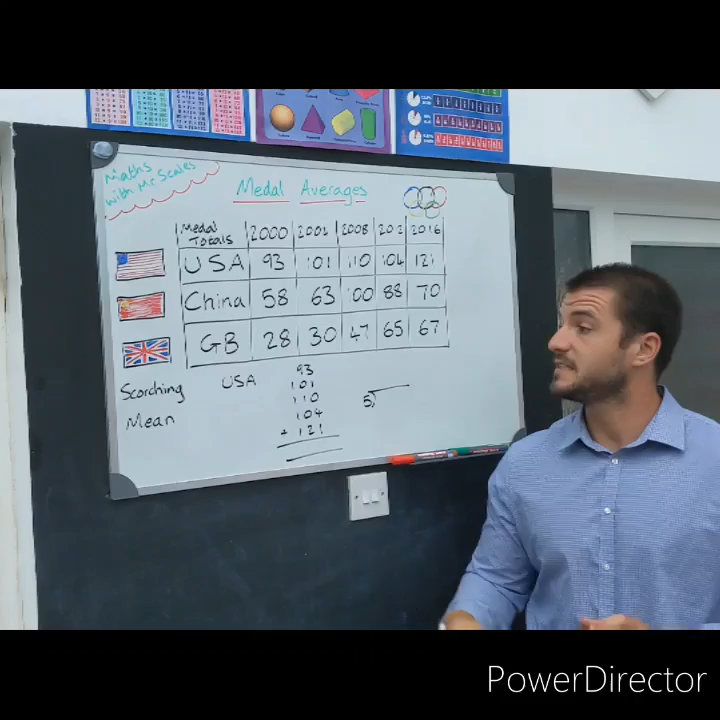 Maths
with Mr Scales
Medal Averages
Medal Totals 2000 2001 2008 2012 2016
USA 93 101 110 104 121
China 58 63 100 88 70
GB 28 30 47 65 67
Scorching
Mean
USA
93
101
110
104
+ 121
5)
PowerDirector